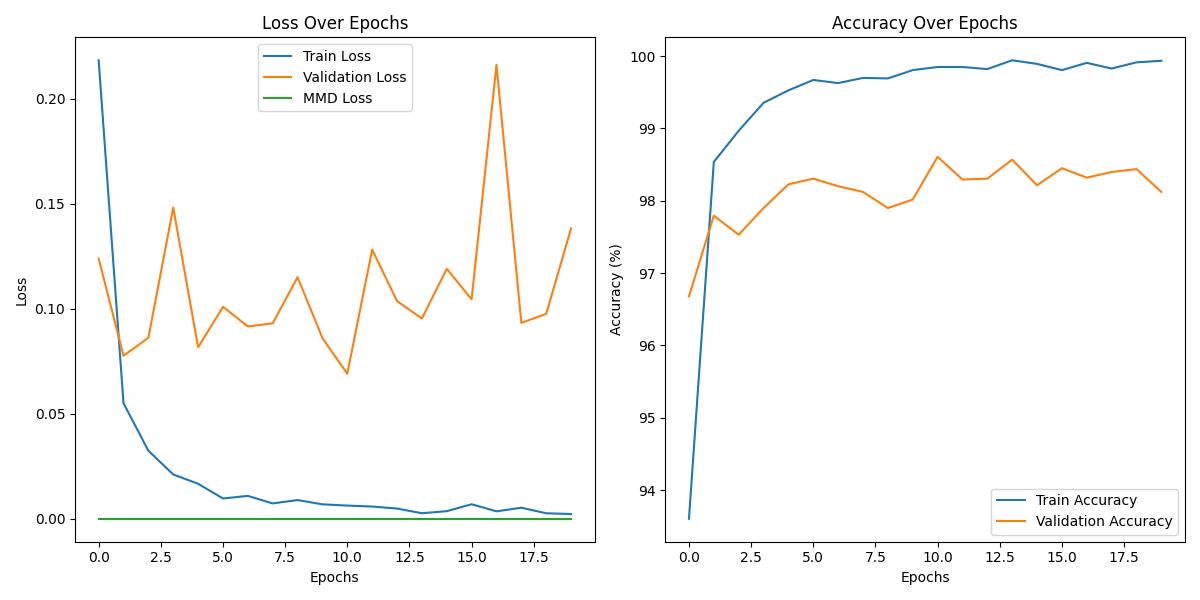 Loss Over Epochs
Train Loss
Validation Loss
MMD Loss
0.20
0.15
0.10
0.05
0.00
Loss
0.0 2.5 5.0 7.5 10.0 12.5 15.0 17.5
Epochs
Accuracy Over Epochs
100
99
98
97
96
95
94
Accuracy (%)
Train Accuracy
Validation Accuracy
0.0 2.5 5.0 7.5 10.0 12.5 15.0 17.5
Epochs